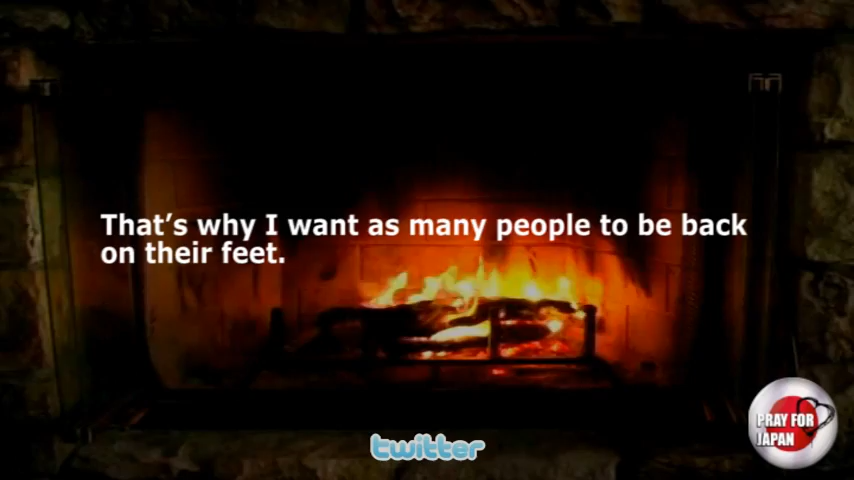 That’s why I want as many people to be back
on their feet.
PRAY FOR
JAPAN
twitter